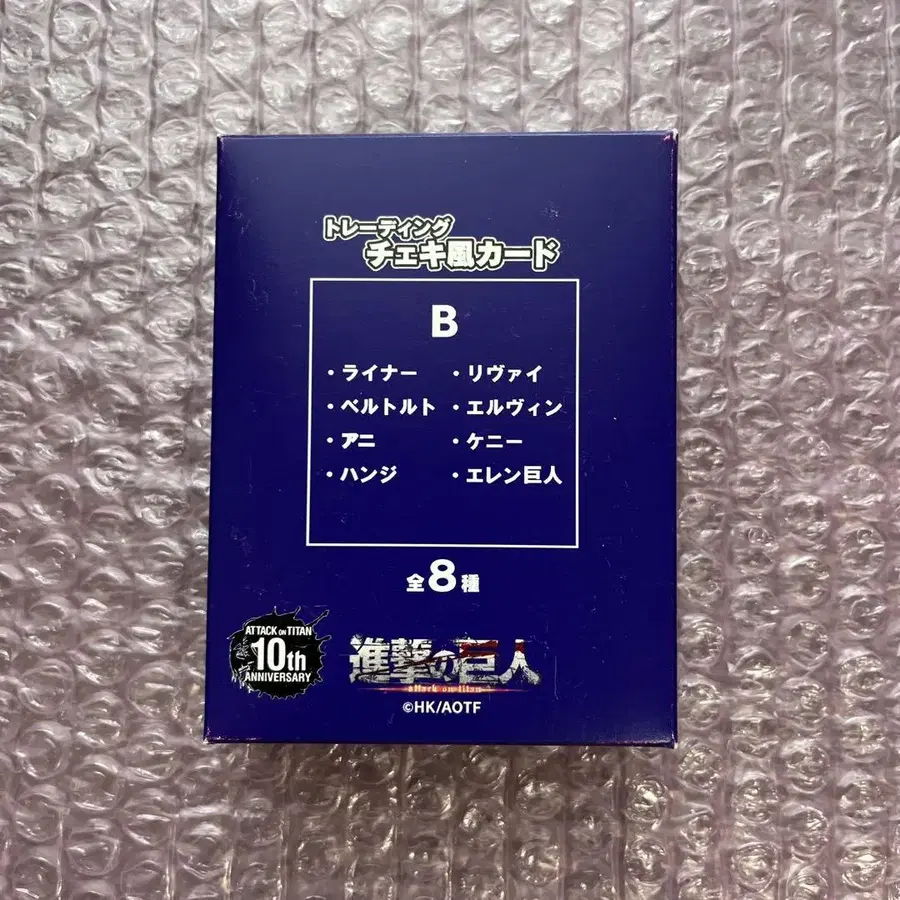 トレーディング
チェキ風カード
B
・ライナー ・リヴァイ
・ベルトルト ・エルヴィン
・アニ ・ケニー
・ハンジ ・エレン巨人
全8種
ATTACK ON TITAN
10th
ANNIVERSARY
進撃の巨人
attack on titan
©HK/AOTF